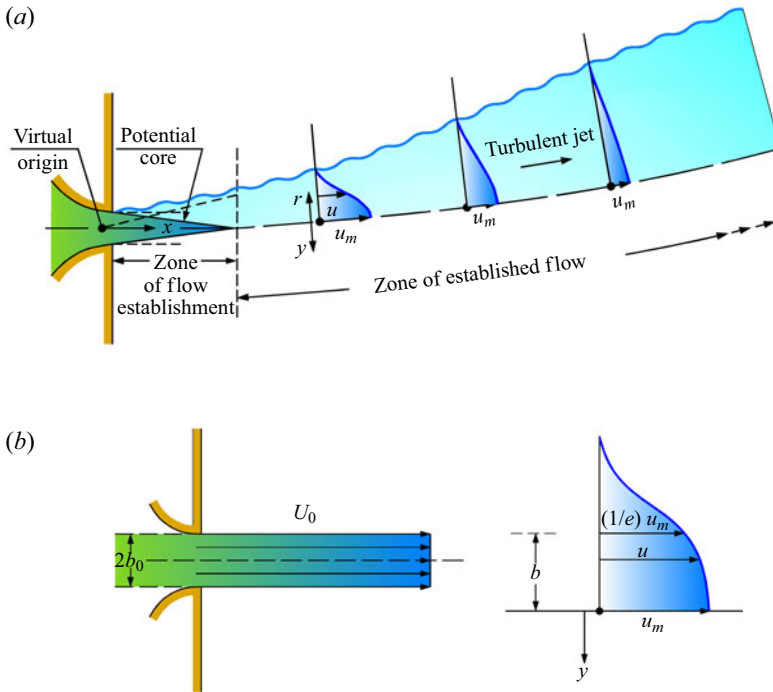 (a)
Virtual
origin
Potential
core
x
Zone
of flow
establishment
r
u
y
u_m
u_m
Turbulent jet
u_m
Zone of established flow
(b)
U_0
2b_0
(1/e) u_m
b
u
u_m
y